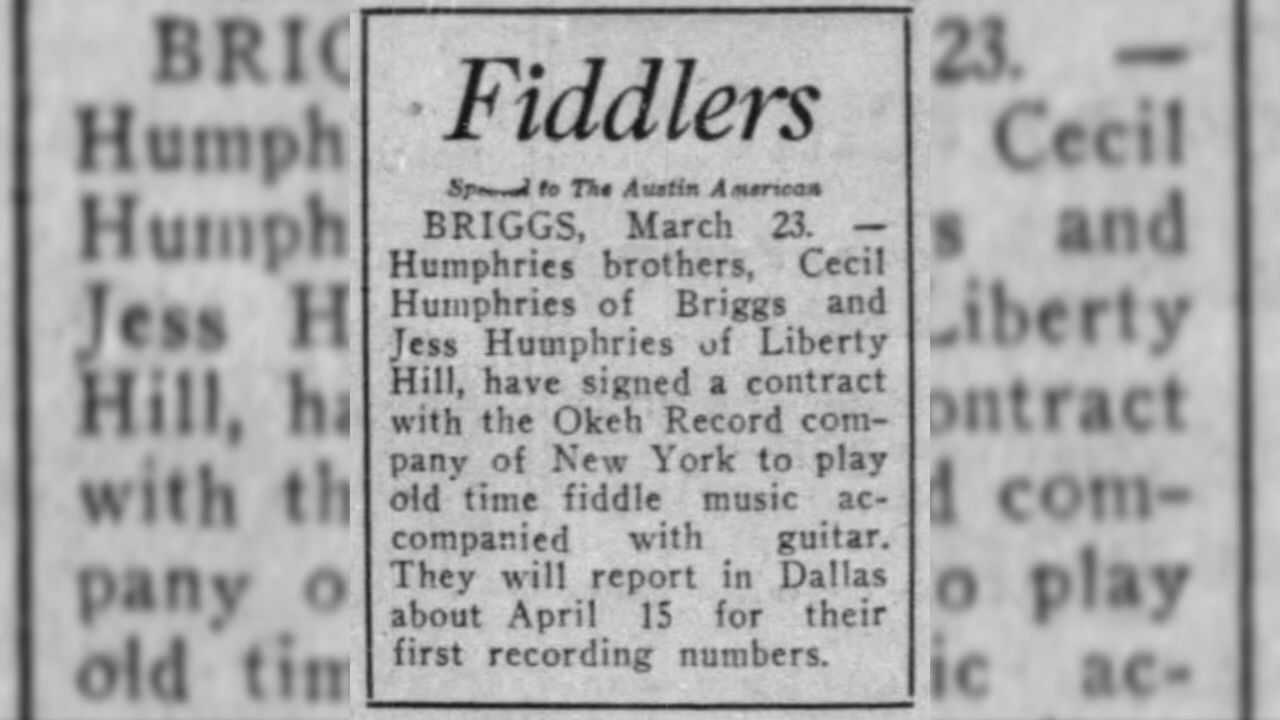 Fiddlers
Special to The Austin American
BRIGGS, March 23. —
Humphries brothers, Cecil
Humphries of Briggs and
Jess Humphries of Liberty
Hill, have signed a contract
with the Okeh Record com-
pany of New York to play
old time fiddle music ac-
companied with guitar.
They will report in Dallas
about April 15 for their
first recording numbers.